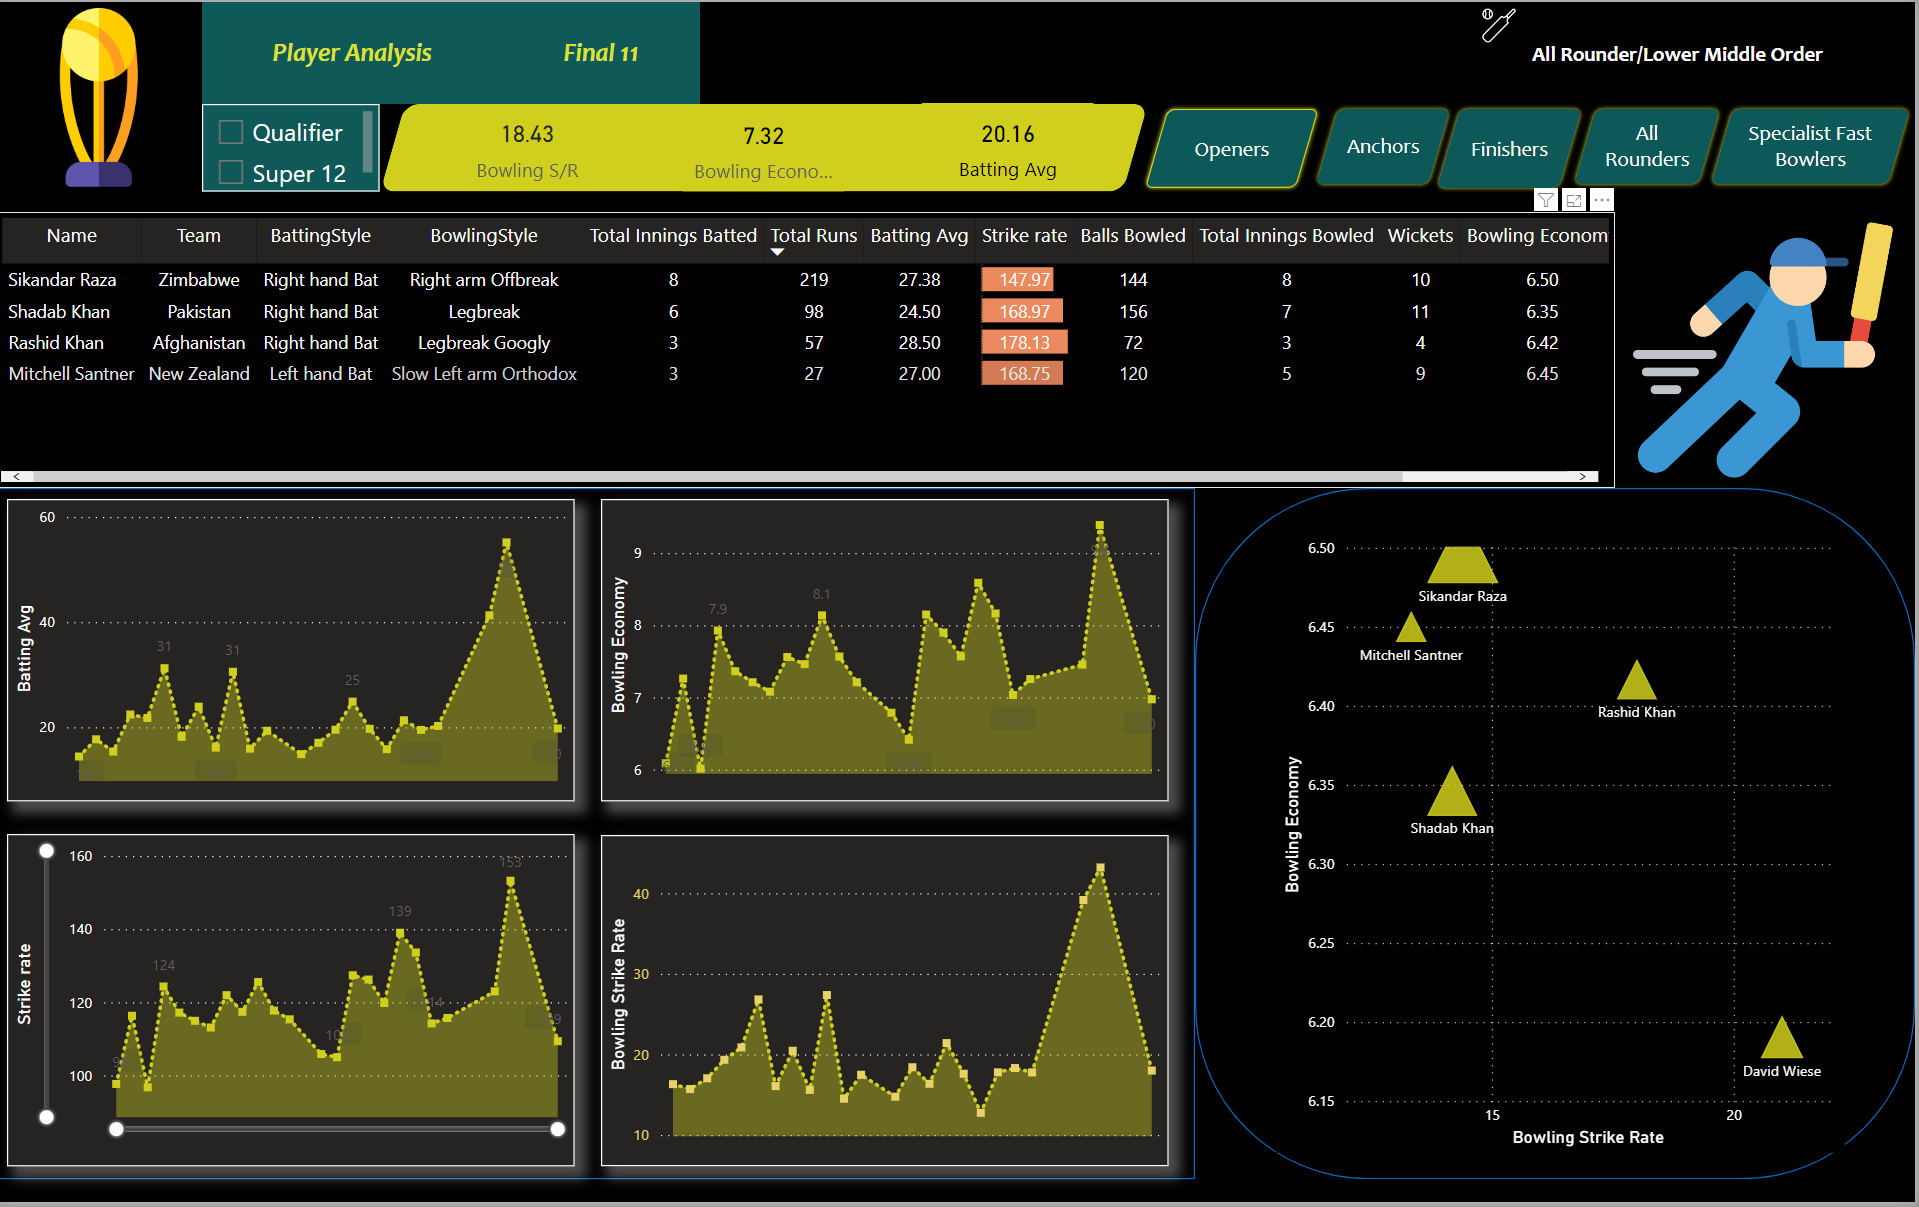 Player Analysis
Final 11
All Rounder/Lower Middle Order
Qualifier
Super 12
18.43
Bowling S/R
7.32
Bowling Econo...
20.16
Batting Avg
Openers
Anchors
Finishers
All
Rounders
Specialist Fast
Bowlers
Name Team BattingStyle BowlingStyle Total Innings Batted Total Runs Batting Avg Strike rate Balls Bowled Total Innings Bowled Wickets Bowling Econom
Sikandar Raza Zimbabwe Right hand Bat Right arm Offbreak 8 219 27.38 147.97 144 8 10 6.50
Shadab Khan Pakistan Right hand Bat Legbreak 6 98 24.50 168.97 156 7 11 6.35
Rashid Khan Afghanistan Right hand Bat Legbreak Googly 3 57 28.50 178.13 72 3 4 6.42
Mitchell Santner New Zealand Left hand Bat Slow Left arm Orthodox 3 27 27.00 168.75 120 5 9 6.45
Batting Avg
60
40
20
31
31
25
Bowling Economy
9
8
7
6
7.9
8.1
Strike rate
160
140
120
100
124
139
153
Bowling Strike Rate
40
30
20
10
Bowling Economy
6.50
6.45
6.40
6.35
6.30
6.25
6.20
6.15
Sikandar Raza
Mitchell Santner
Rashid Khan
Shadab Khan
David Wiese
15
20
Bowling Strike Rate